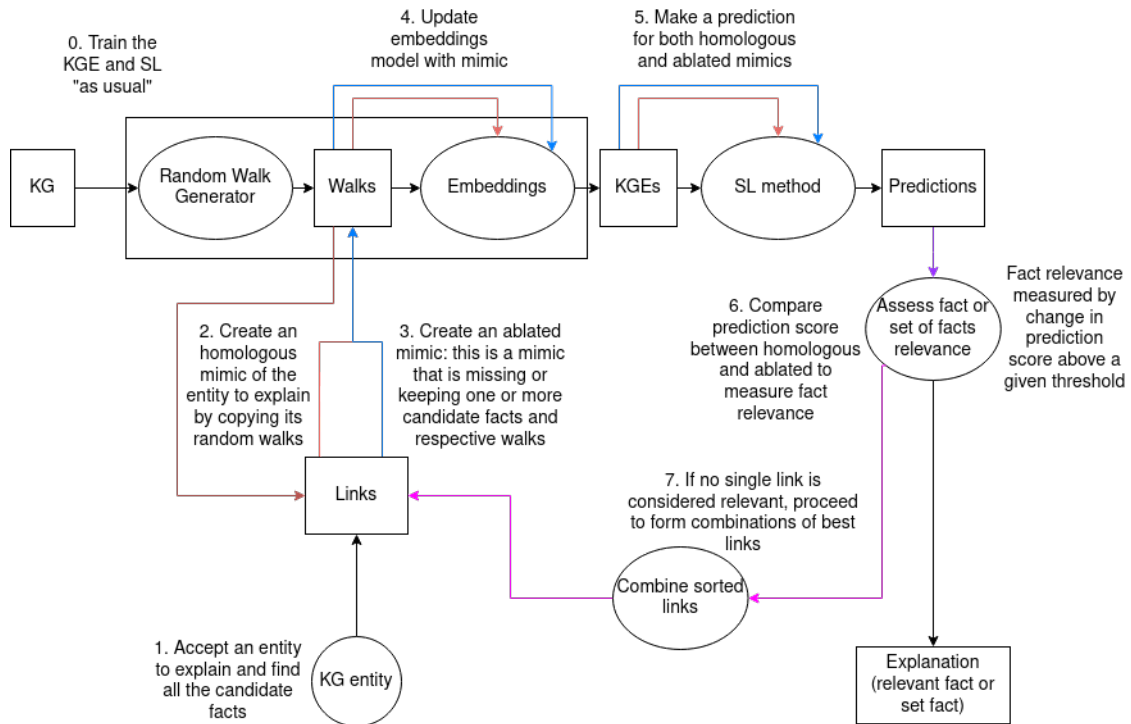 0. Train the
KGE and SL
"as usual"
4. Update
embeddings
model with mimic
5. Make a prediction
for both homologous
and ablated mimics
KG
Random Walk
Generator
Walks
Embeddings
KGEs
SL method
Predictions
2. Create an
homologous
mimic of the
entity to explain
by copying its
random walks
3. Create an ablated
mimic: this is a mimic
that is missing or
keeping one or more
candidate facts and
respective walks
6. Compare
prediction score
between homologous
and ablated to
measure fact
relevance
Assess fact or
set of facts
relevance
Fact relevance
measured by
change in
prediction
score above a
given threshold
Links
7. If no single link is
considered relevant, proceed
to form combinations of best
links
Combine sorted
links
1. Accept an entity
to explain and find
all the candidate
facts
KG entity
Explanation
(relevant fact or
set fact)